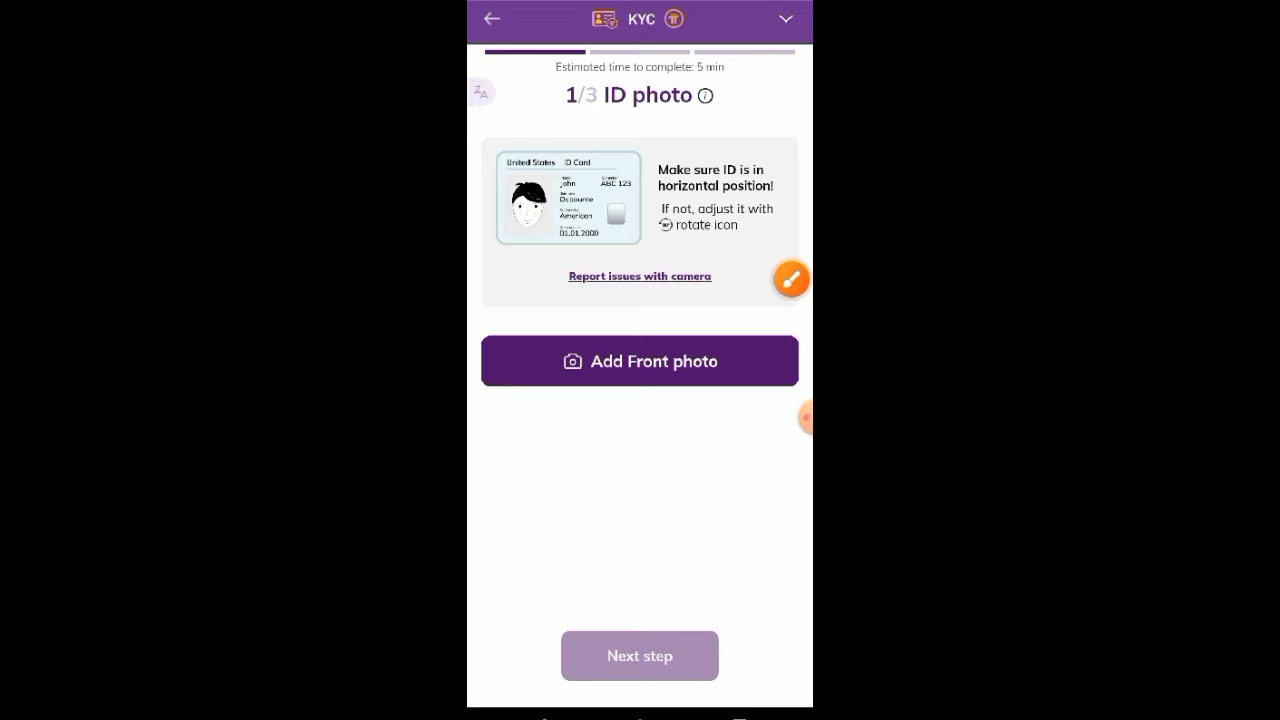 KYC
Estimated time to complete: 5 min
1/3 ID photo
United States ID Card
John ABC 123
Osbourne
American
01.01.2000
Make sure ID is in
horizontal position!
If not, adjust it with
90° rotate icon
Report issues with camera
Add Front photo
Next step